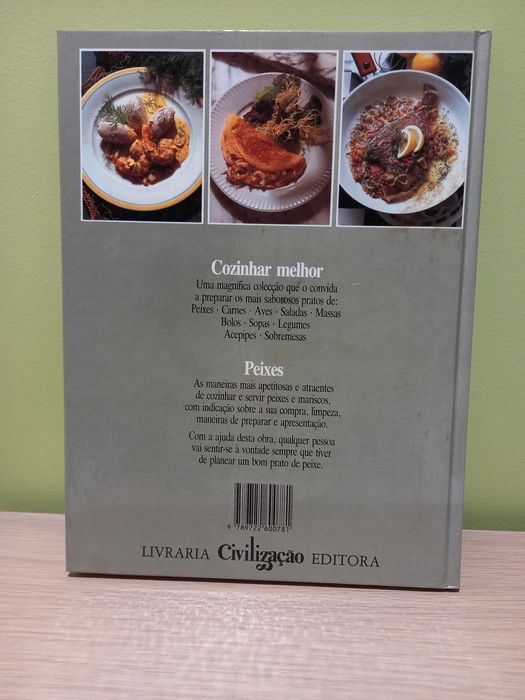 Cozinhar melhor
Uma magnífica colecção que o convida
a preparar os mais saborosos pratos de:
Peixes · Carnes · Aves · Saladas · Massas
Bolos · Sopas · Legumes
Acepipes · Sobremesas
Peixes
As maneiras mais apetitosas e atraentes
de cozinhar e servir peixes e mariscos,
com indicação sobre a sua compra, limpeza,
maneiras de preparar e apresentação.
Com a ajuda desta obra, qualquer pessoa
vai sentir-se à vontade sempre que tiver
de planear um bom prato de peixe.
9 789722 600781
LIVRARIA Civilização EDITORA